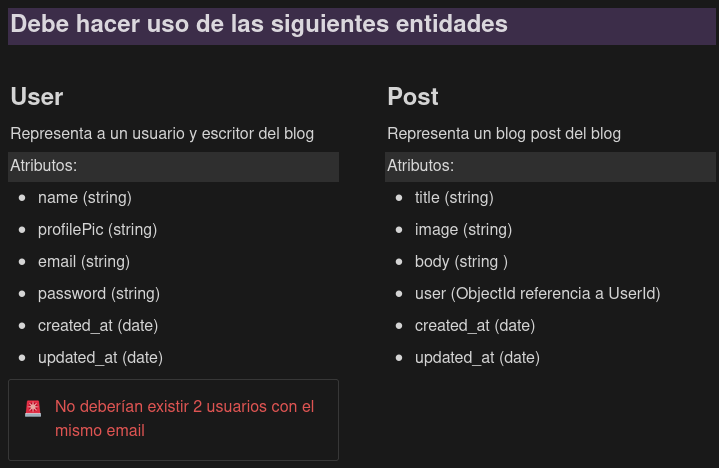 Debe hacer uso de las siguientes entidades
User
Representa a un usuario y escritor del blog
Atributos:
name (string)
profilePic (string)
email (string)
password (string)
created_at (date)
updated_at (date)
No deberían existir 2 usuarios con el
mismo email
Post
Representa un blog post del blog
Atributos:
title (string)
image (string)
body (string )
user (ObjectId referencia a UserId)
created_at (date)
updated_at (date)